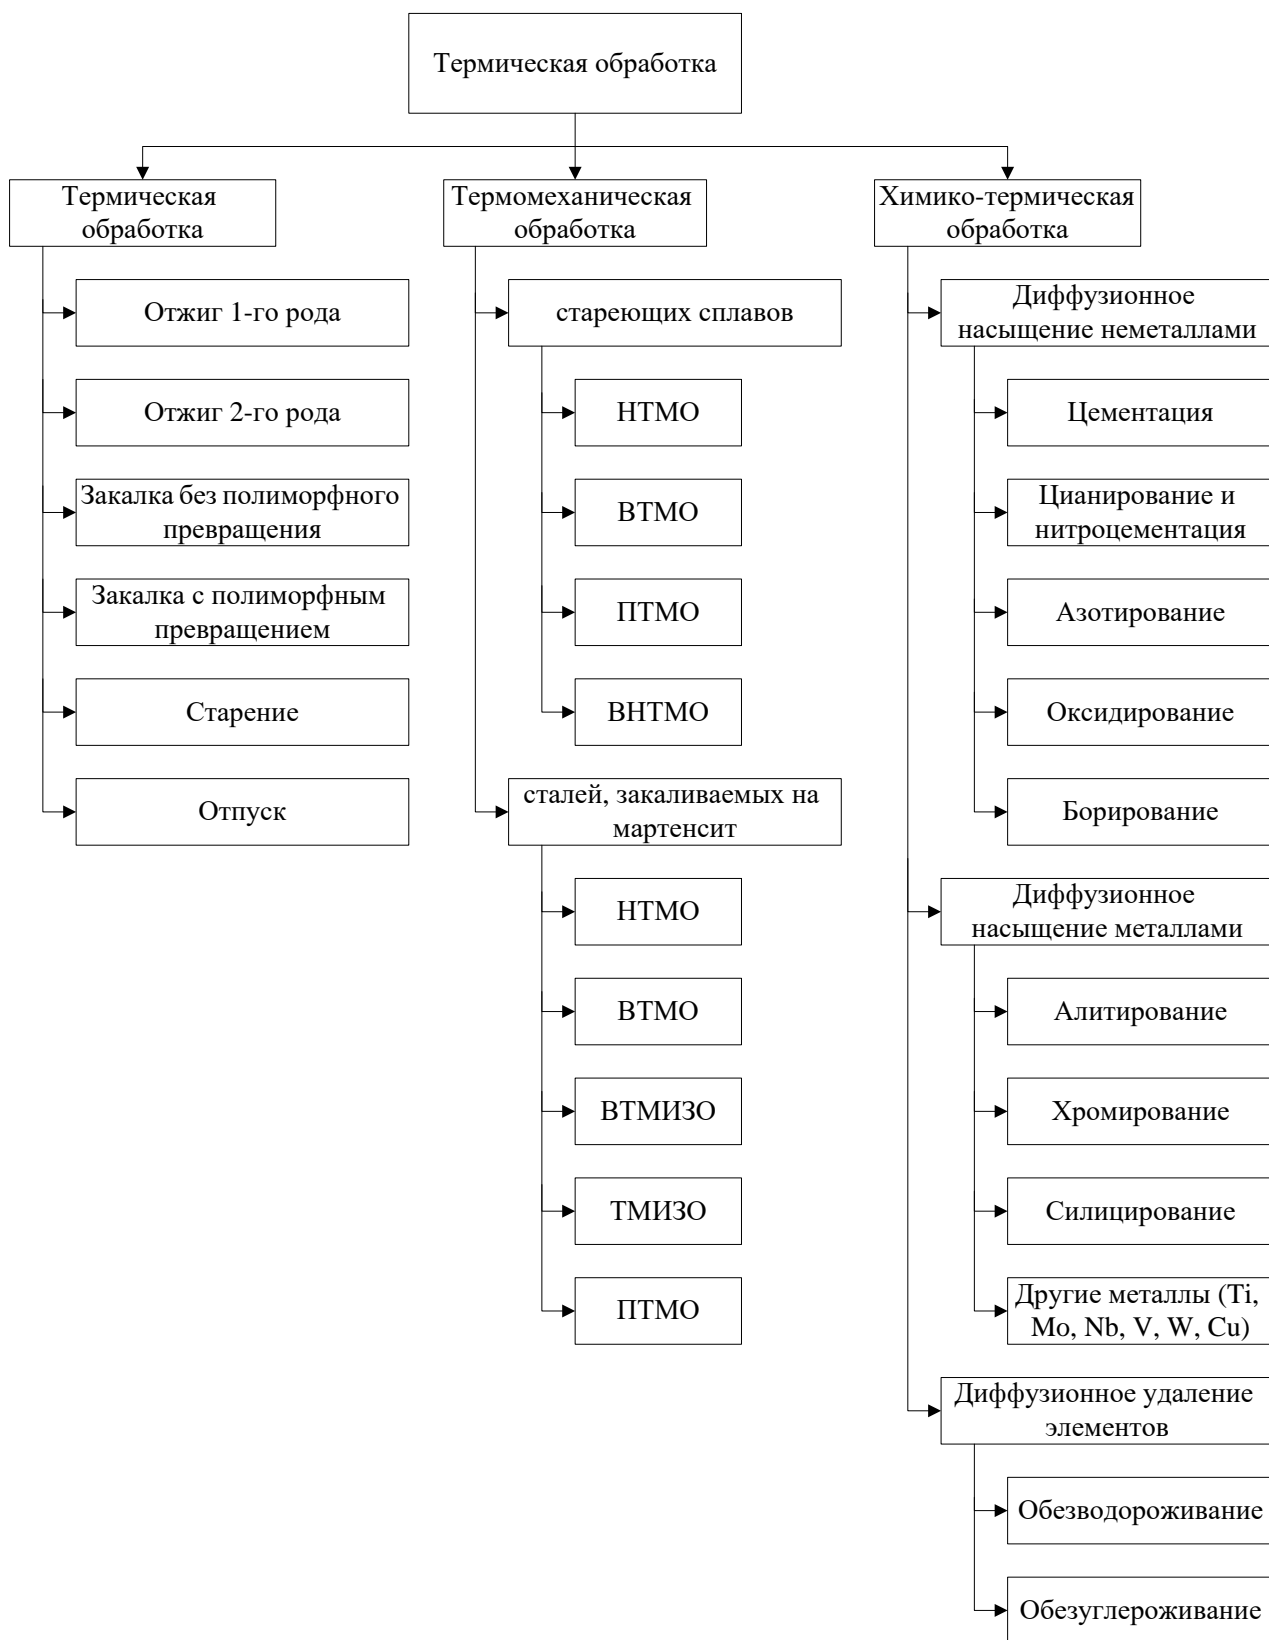 Термическая обработка
Термическая
обработка
Отжиг 1-го рода
Отжиг 2-го рода
Закалка без полиморфного
превращения
Закалка с полиморфным
превращением
Старение
Отпуск
Термомеханическая
обработка
стареющих сплавов
НТМО
ВТМО
ПТМО
ВНТМО
сталей, закаливаемых на
мартенсит
НТМО
ВТМО
ВТМИЗО
ТМИЗО
ПТМО
Химико-термическая
обработка
Диффузионное
насыщение неметаллами
Цементация
Цианирование и
нитроцементация
Азотирование
Оксидирование
Борирование
Диффузионное
насыщение металлами
Алитирование
Хромирование
Силицирование
Другие металлы (Ti,
Mo, Nb, V, W, Cu)
Диффузионное удаление
элементов
Обезводороживание
Обезуглероживание